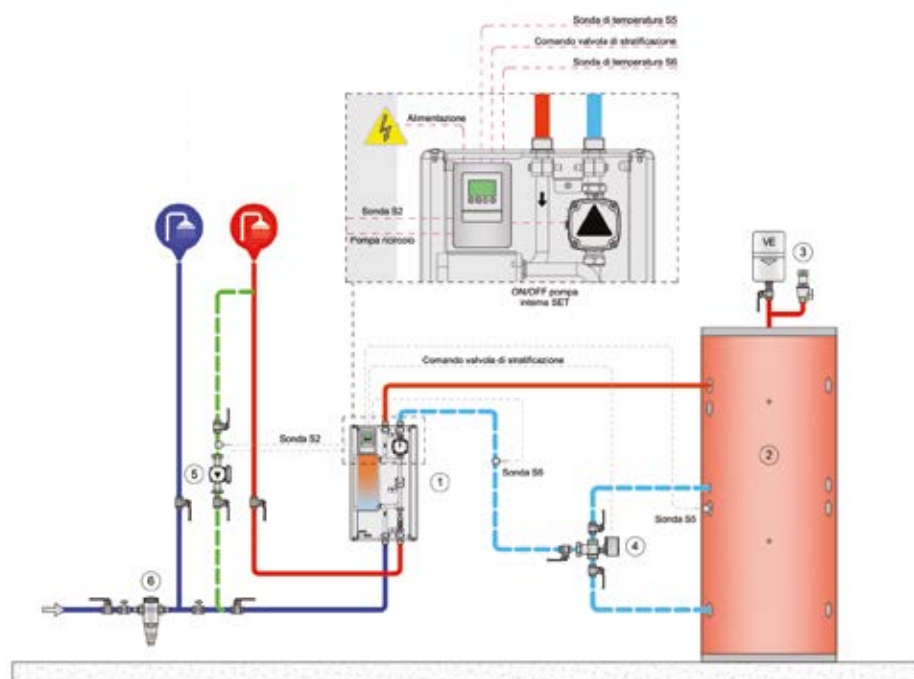 Sonda di temperatura S5
Comando valvola di stratificazione
Sonda di temperatura S6
Alimentazione
Sonda S2
Pompa ricircolo
ON/OFF pompa
interna SET
VE
3
Comando valvola di stratificazione
Sonda S2
5
1
Sonda S6
2
Sonda S5
4
6